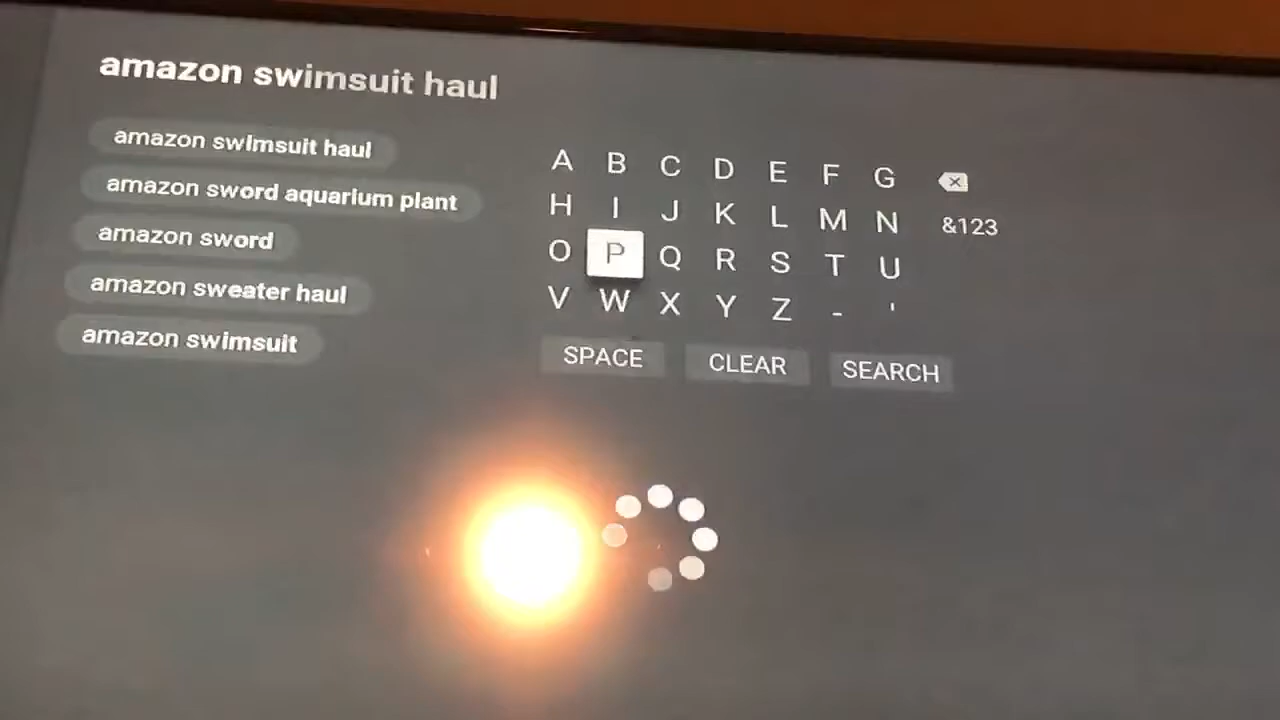 amazon swimsuit haul
amazon swimsuit haul
amazon sword aquarium plant
amazon sword
amazon sweater haul
amazon swimsuit
A B C D E F G
H I J K L M N &123
O P Q R S T U
V W X Y Z - '
SPACE CLEAR SEARCH